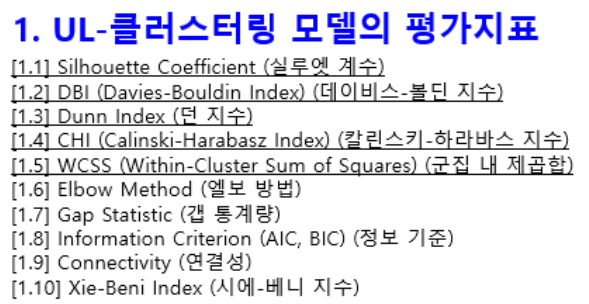 1. UL-클러스터링 모델의 평가지표
[1.1] Silhouette Coefficient (실루엣 계수)
[1.2] DBI (Davies-Bouldin Index) (데이비스-볼딘 지수)
[1.3] Dunn Index (던 지수)
[1.4] CHI (Calinski-Harabasz Index) (칼린스키-하라바스 지수)
[1.5] WCSS (Within-Cluster Sum of Squares) (군집 내 제곱합)
[1.6] Elbow Method (엘보 방법)
[1.7] Gap Statistic (갭 통계량)
[1.8] Information Criterion (AIC, BIC) (정보 기준)
[1.9] Connectivity (연결성)
[1.10] Xie-Beni Index (시에-베니 지수)